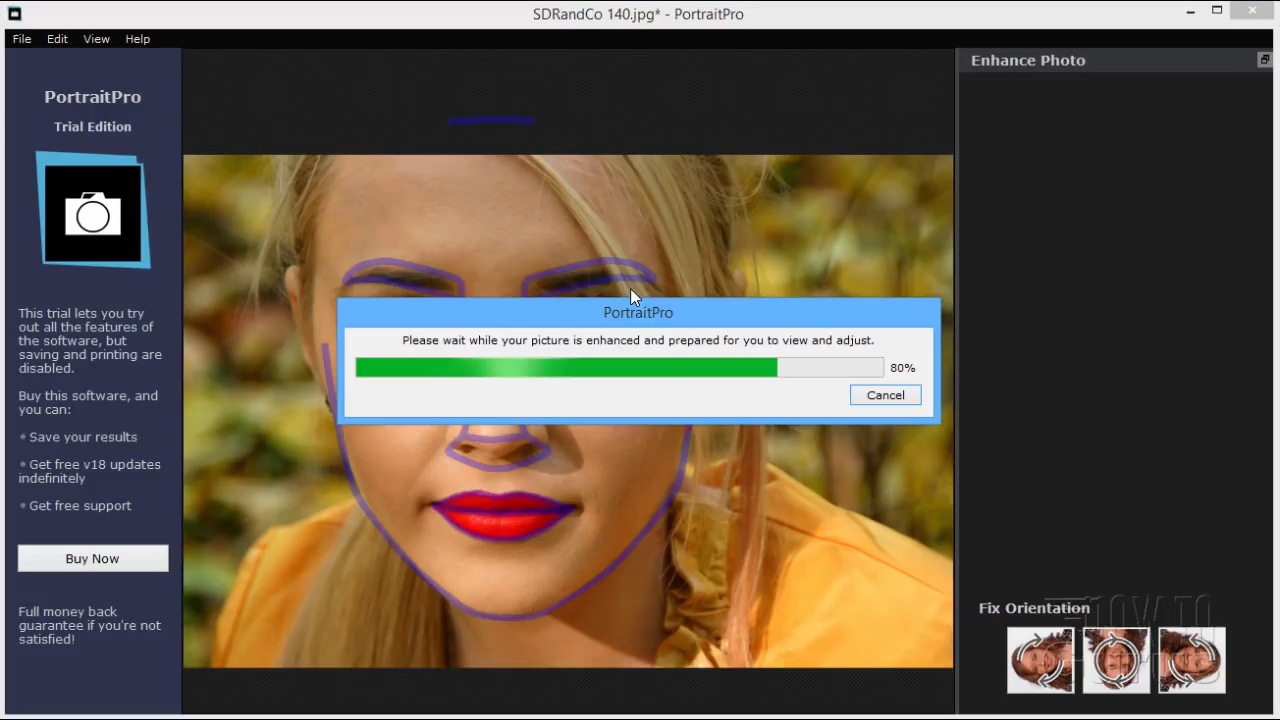 SDRandCo 140.jpg* - PortraitPro
File Edit View Help
PortraitPro
Trial Edition
This trial lets you try
out all the features of
the software, but
saving and printing are
disabled.
Buy this software, and
you can:
• Save your results
• Get free v18 updates
indefinitely
• Get free support
Buy Now
Full money back
guarantee if you're not
satisfied!
PortraitPro
Please wait while your picture is enhanced and prepared for you to view and adjust.
80%
Cancel
Enhance Photo
Fix Orientation
HOW TO